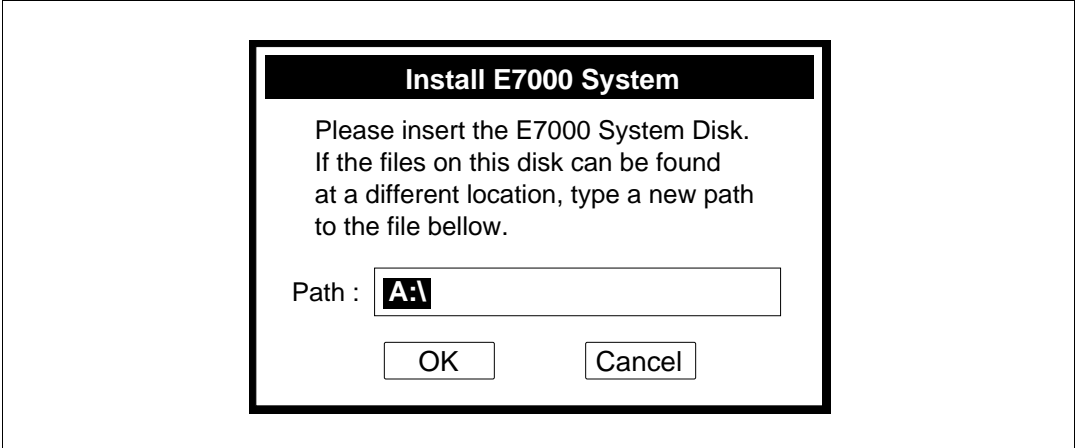 Install E7000 System
Please insert the E7000 System Disk.
If the files on this disk can be found
at a different location, type a new path
to the file bellow.
Path : A:\
OK Cancel